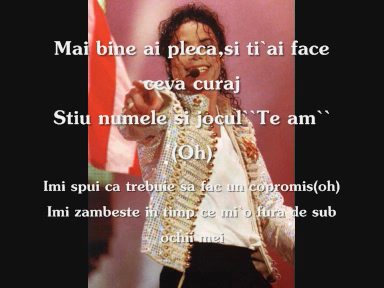 Mai bine ai pleca,si ti`ai face
ceva curaj
Stiu numele si jocul``Te am``
(Oh)
Imi spui ca trebuie sa fac un copromis(oh)
Imi zambeste in timp ce mi`o fura de sub
ochii mei